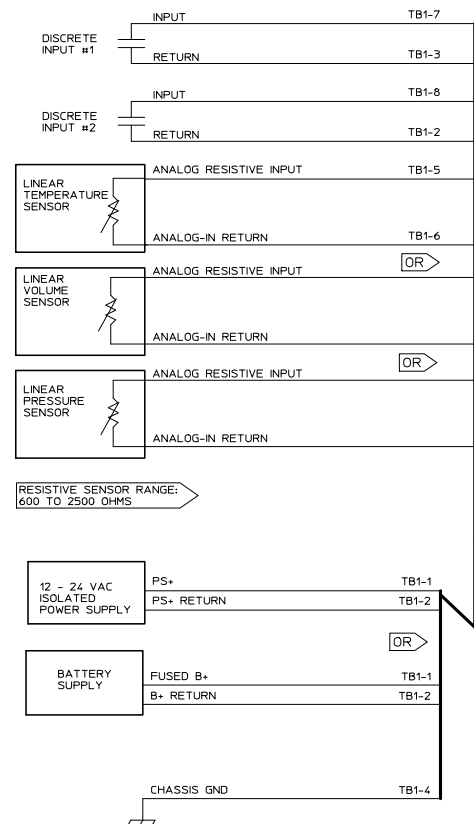 INPUT TB1-7
DISCRETE
INPUT #1
RETURN TB1-3
INPUT TB1-8
DISCRETE
INPUT #2
RETURN TB1-2
ANALOG RESISTIVE INPUT TB1-5
LINEAR
TEMPERATURE
SENSOR
ANALOG-IN RETURN TB1-6
OR
ANALOG RESISTIVE INPUT
LINEAR
VOLUME
SENSOR
ANALOG-IN RETURN
OR
ANALOG RESISTIVE INPUT
LINEAR
PRESSURE
SENSOR
ANALOG-IN RETURN
RESISTIVE SENSOR RANGE:
600 TO 2500 OHMS
12 - 24 VAC
ISOLATED
POWER SUPPLY
PS+ TB1-1
PS+ RETURN TB1-2
OR
BATTERY
SUPPLY
FUSED B+ TB1-1
B+ RETURN TB1-2
CHASSIS GND TB1-4